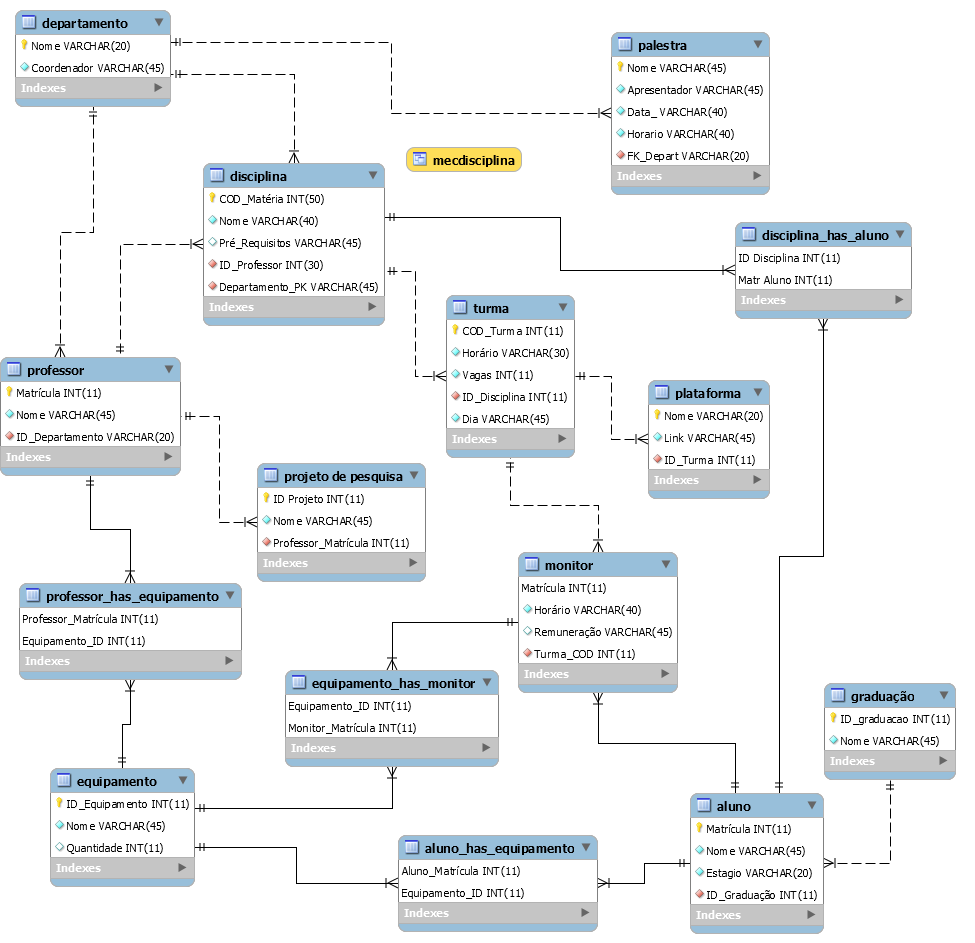 departamento
Nome VARCHAR(20)
Coordenador VARCHAR(45)
Indexes
palestra
Nome VARCHAR(45)
Apresentador VARCHAR(45)
Data_ VARCHAR(40)
Horario VARCHAR(40)
FK_Depart VARCHAR(20)
Indexes
mecdisciplina
disciplina
COD_Matéria INT(50)
Nome VARCHAR(40)
Pré_Requisitos VARCHAR(45)
ID_Professor INT(30)
Departamento_PK VARCHAR(45)
Indexes
disciplina_has_aluno
ID Disciplina INT(11)
Matr Aluno INT(11)
Indexes
turma
COD_Turma INT(11)
Horário VARCHAR(30)
Vagas INT(11)
ID_Disciplina INT(11)
Dia VARCHAR(45)
Indexes
professor
Matrícula INT(11)
Nome VARCHAR(45)
ID_Departamento VARCHAR(20)
Indexes
plataforma
Nome VARCHAR(20)
Link VARCHAR(45)
ID_Turma INT(11)
Indexes
projeto de pesquisa
ID Projeto INT(11)
Nome VARCHAR(45)
Professor_Matrícula INT(11)
Indexes
monitor
Matrícula INT(11)
Horário VARCHAR(40)
Remuneração VARCHAR(45)
Turma_COD INT(11)
Indexes
professor_has_equipamento
Professor_Matrícula INT(11)
Equipamento_ID INT(11)
Indexes
equipamento_has_monitor
Equipamento_ID INT(11)
Monitor_Matrícula INT(11)
Indexes
graduação
ID_graduacao INT(11)
Nome VARCHAR(45)
Indexes
equipamento
ID_Equipamento INT(11)
Nome VARCHAR(45)
Quantidade INT(11)
Indexes
aluno
Matrícula INT(11)
Nome VARCHAR(45)
Estagio VARCHAR(20)
ID_Graduação INT(11)
Indexes
aluno_has_equipamento
Aluno_Matrícula INT(11)
Equipamento_ID INT(11)
Indexes